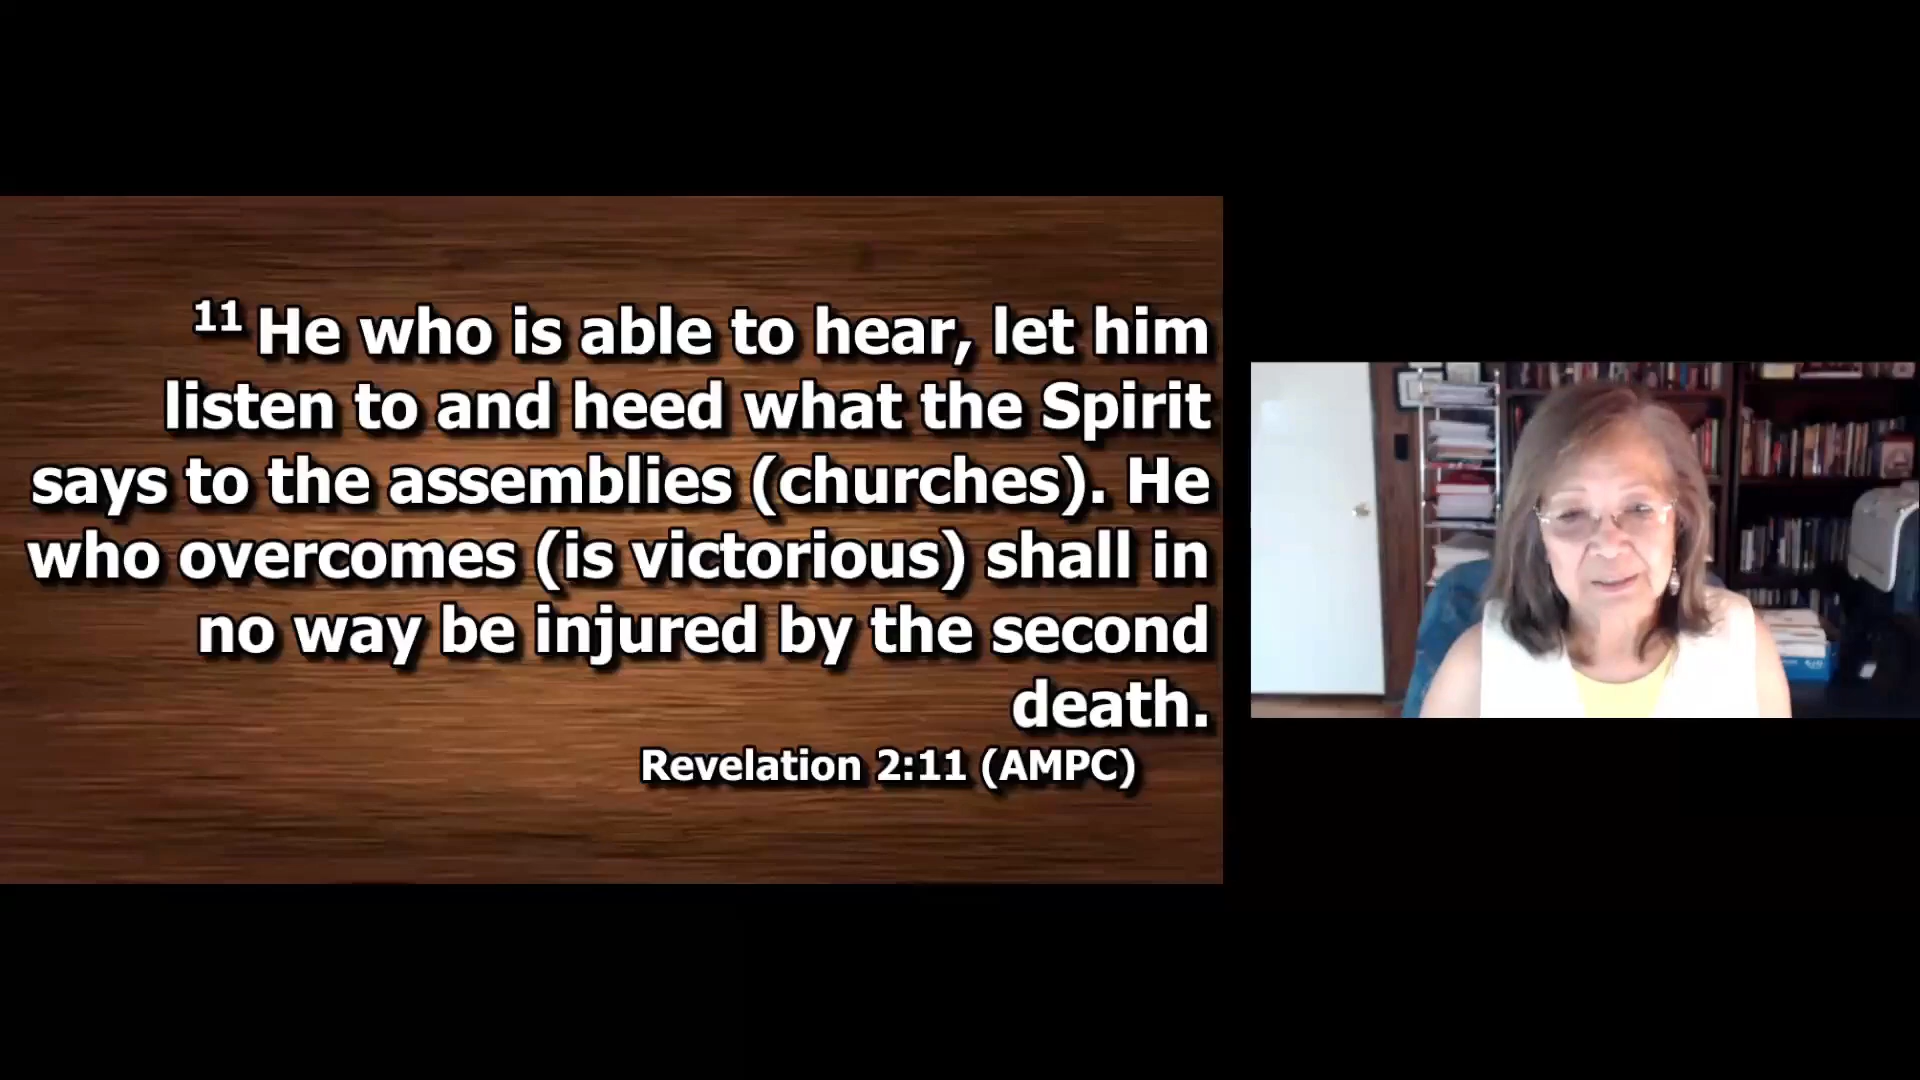 11 He who is able to hear, let him
listen to and heed what the Spirit
says to the assemblies (churches). He
who overcomes (is victorious) shall in
no way be injured by the second
death.
Revelation 2:11 (AMPC)